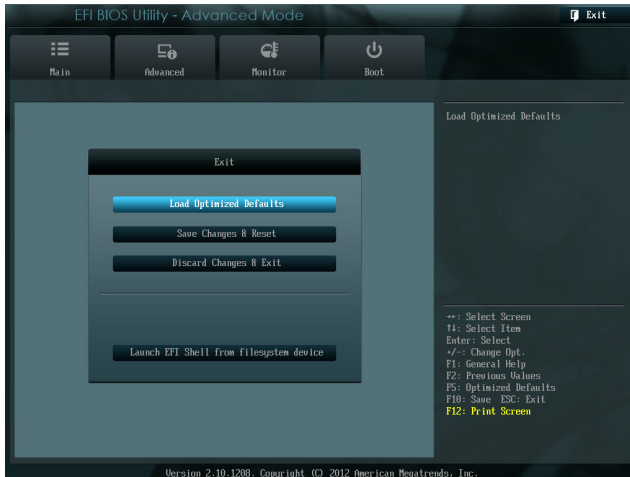 EFI BIOS Utility - Advanced Mode
Exit
Main
Advanced
Monitor
Boot
Load Optimized Defaults
Exit
Load Optimized Defaults
Save Changes & Reset
Discard Changes & Exit
Launch EFI Shell from filesystem device
→←: Select Screen
↑↓: Select Item
Enter: Select
+/-: Change Opt.
F1: General Help
F2: Previous Values
F5: Optimized Defaults
F10: Save ESC: Exit
F12: Print Screen
Version 2.10.1208. Copyright (C) 2012 American Megatrends, Inc.